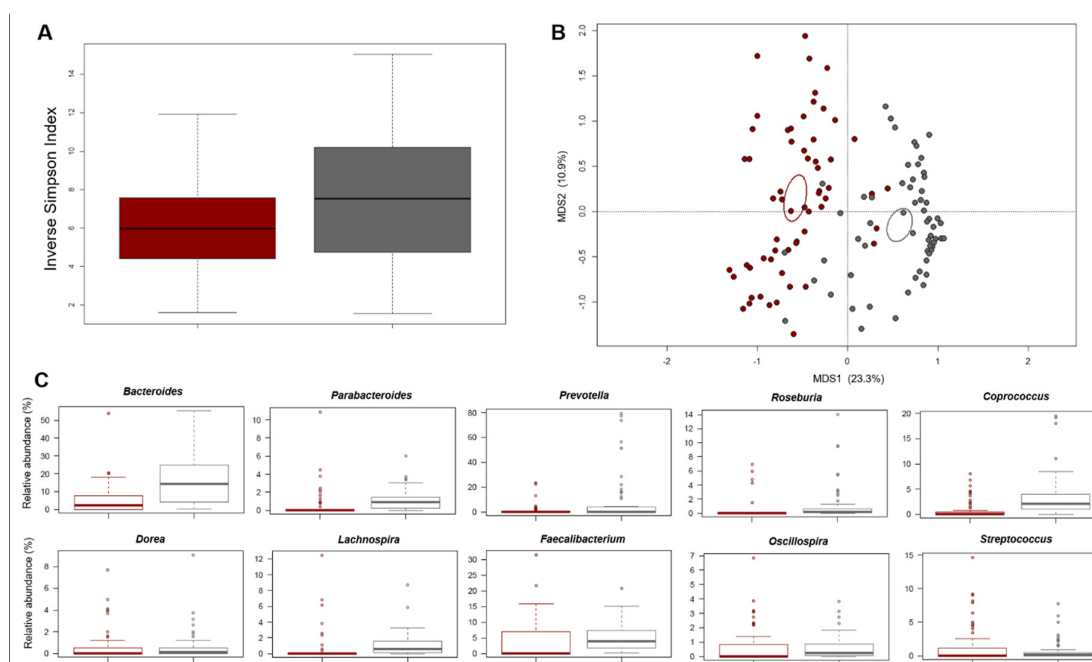 A
Inverse Simpson Index
2 4 6 8 10 12 14
B
MDS2 (10.9%)
2.0
1.5
1.0
0.5
0.0
-0.5
-1.0
-2 -1 0 1 2
MDS1 (23.3%)
C
Bacteroides Parabacteroides Prevotella Roseburia Coprococcus
Relative abundance (%)
0 10 20 30 40 50
0 2 4 6 8 10
0 20 40 60 80
0 2 4 6 8 10 12 14
0 5 10 15 20
Dorea Lachnospira Faecalibacterium Oscillospira Streptococcus
Relative abundance (%)
0 2 4 6 8
0 2 4 6 8 10 12
0 5 10 15 20 25 30
0 1 2 3 4 5 6 7
0 5 10 15